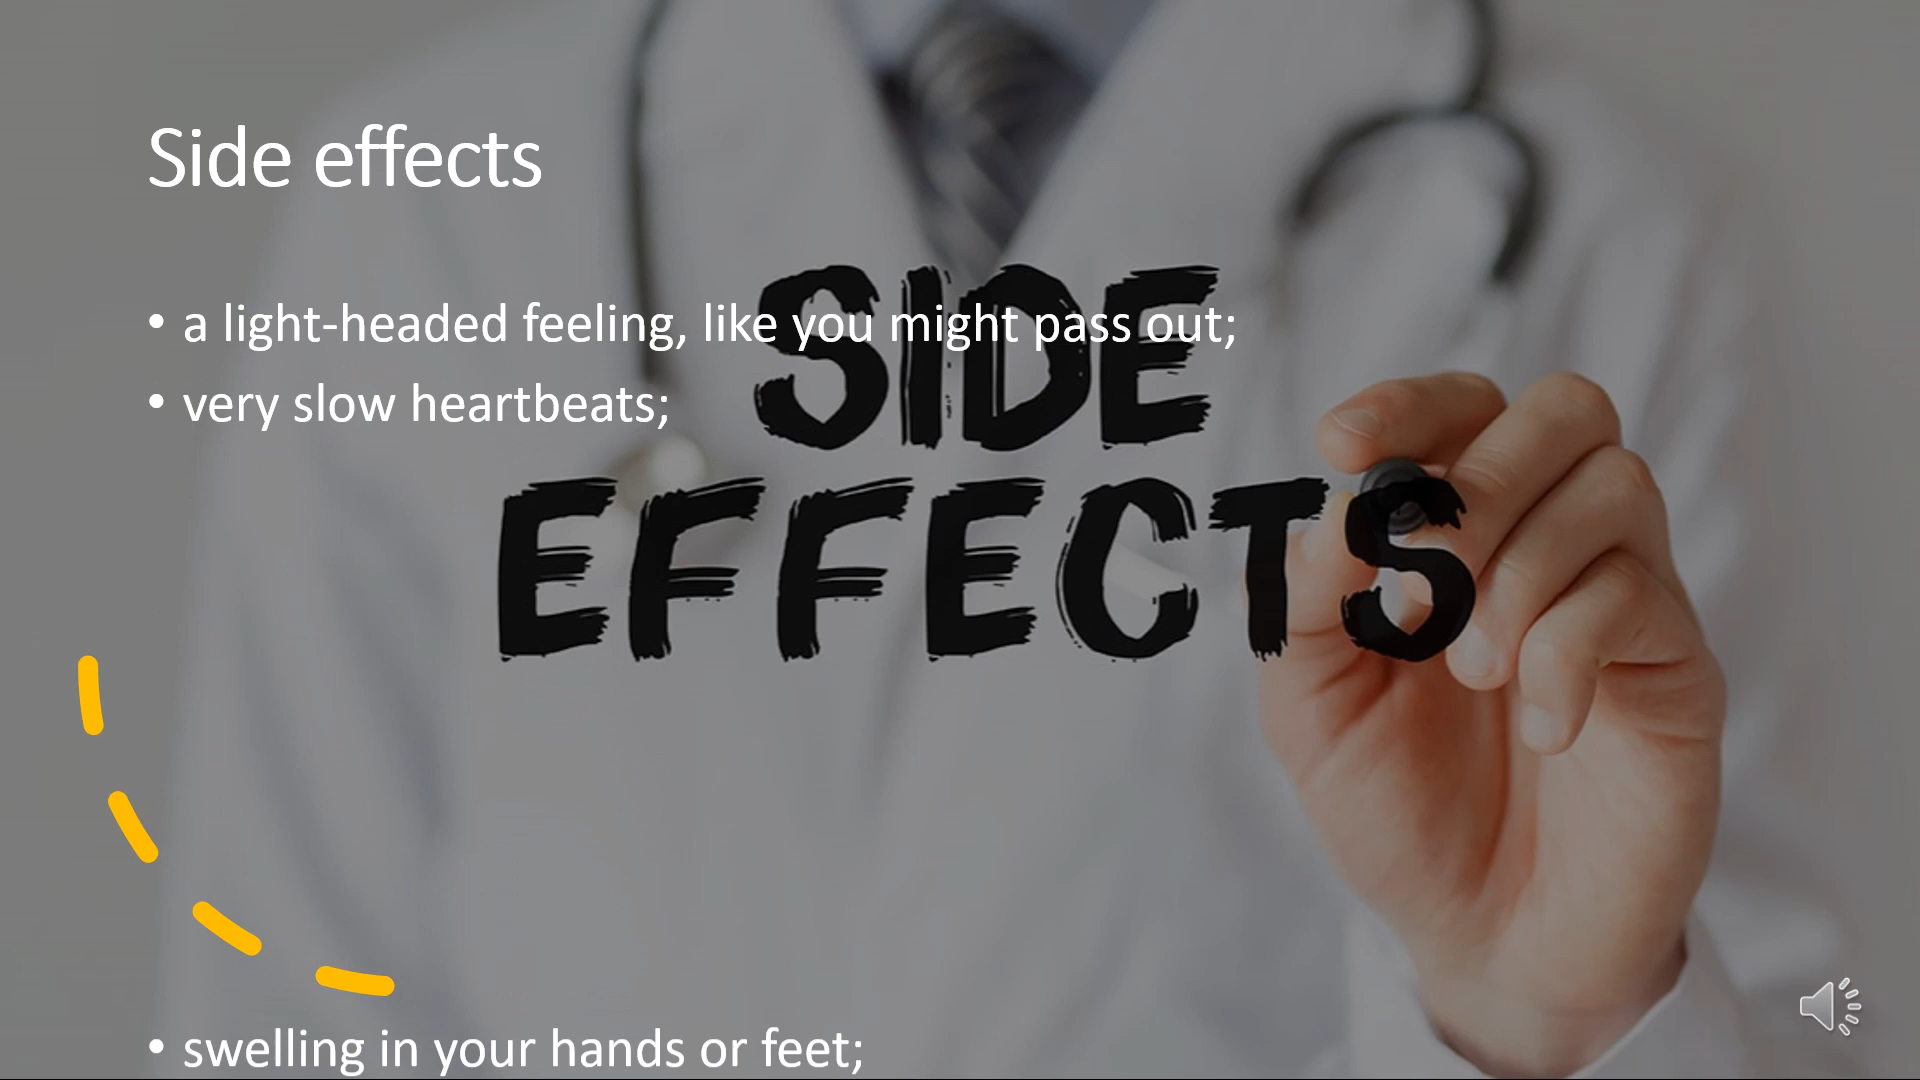 Side effects
• a light-headed feeling, like you might pass out;
• very slow heartbeats;
SIDE
EFFECTS
• swelling in your hands or feet;